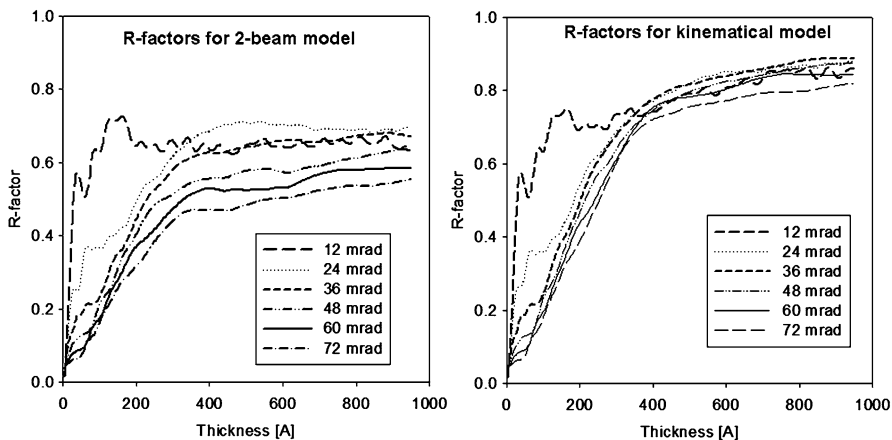 R-factors for 2-beam model
R-factor
1.0
0.8
0.6
0.4
0.2
0.0
12 mrad
24 mrad
36 mrad
48 mrad
60 mrad
72 mrad
0 200 400 600 800 1000
Thickness [A]
R-factors for kinematical model
R-factor
1.0
0.8
0.6
0.4
0.2
0.0
12 mrad
24 mrad
36 mrad
48 mrad
60 mrad
72 mrad
0 200 400 600 800 1000
Thickness [A]